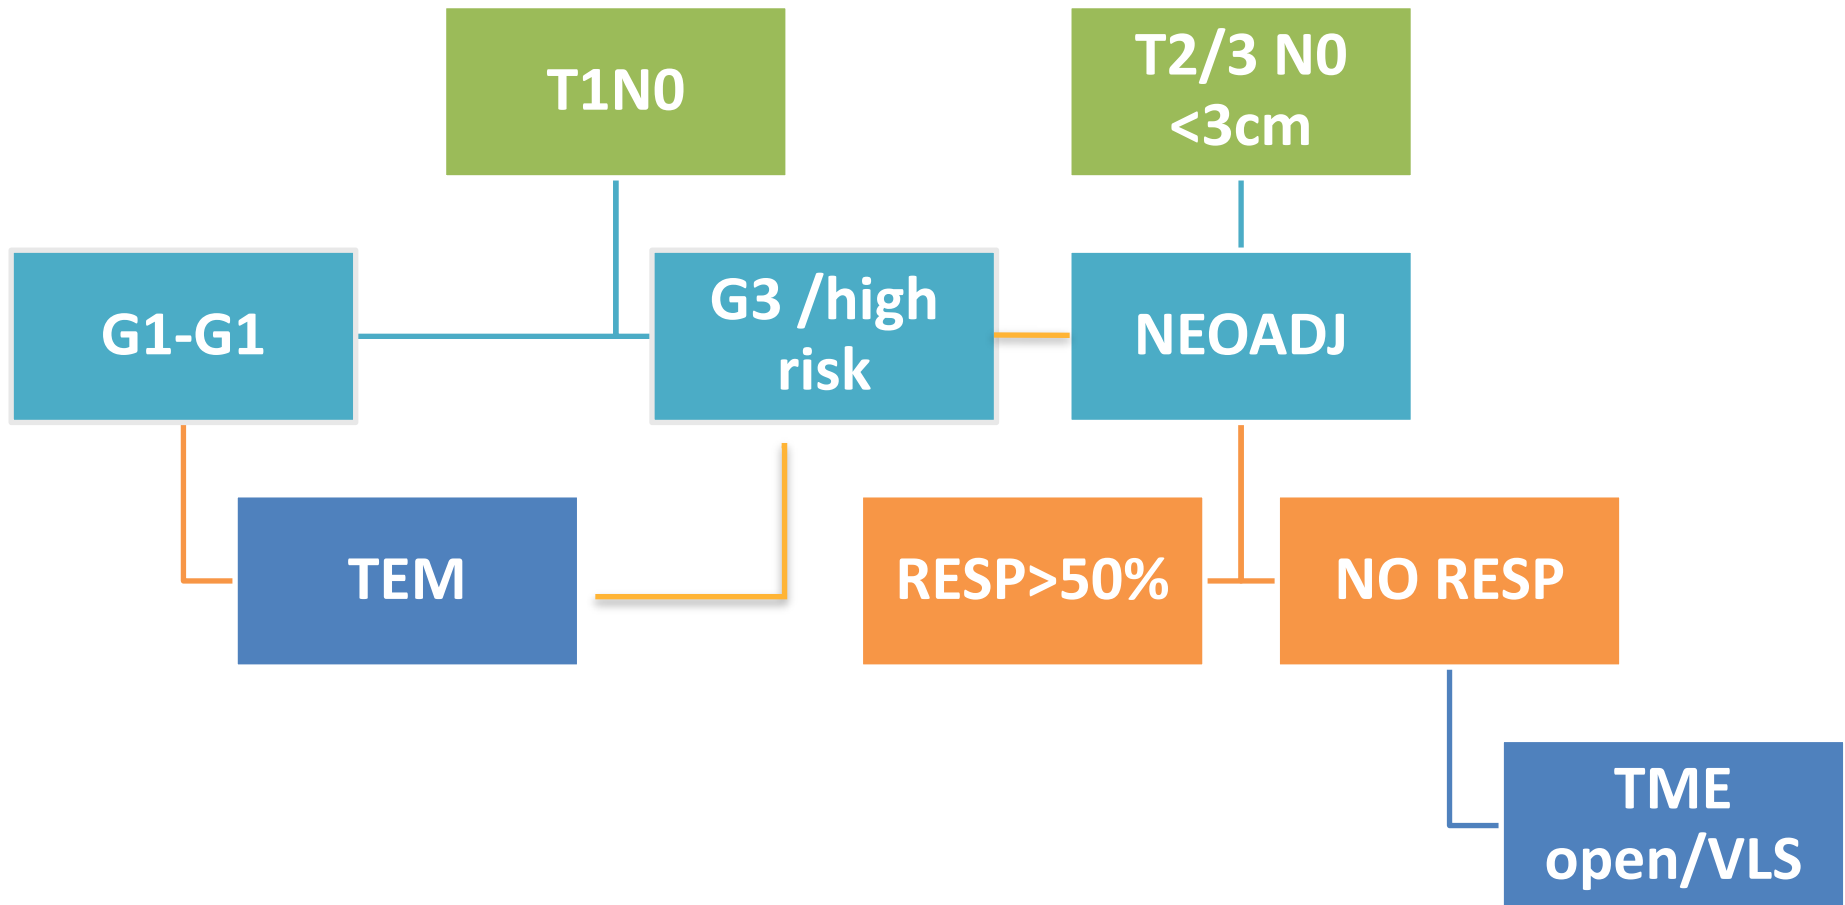 T1N0
T2/3 N0
<3cm
G1-G1
G3 /high
risk
NEOADJ
TEM
RESP>50%
NO RESP
TME
open/VLS